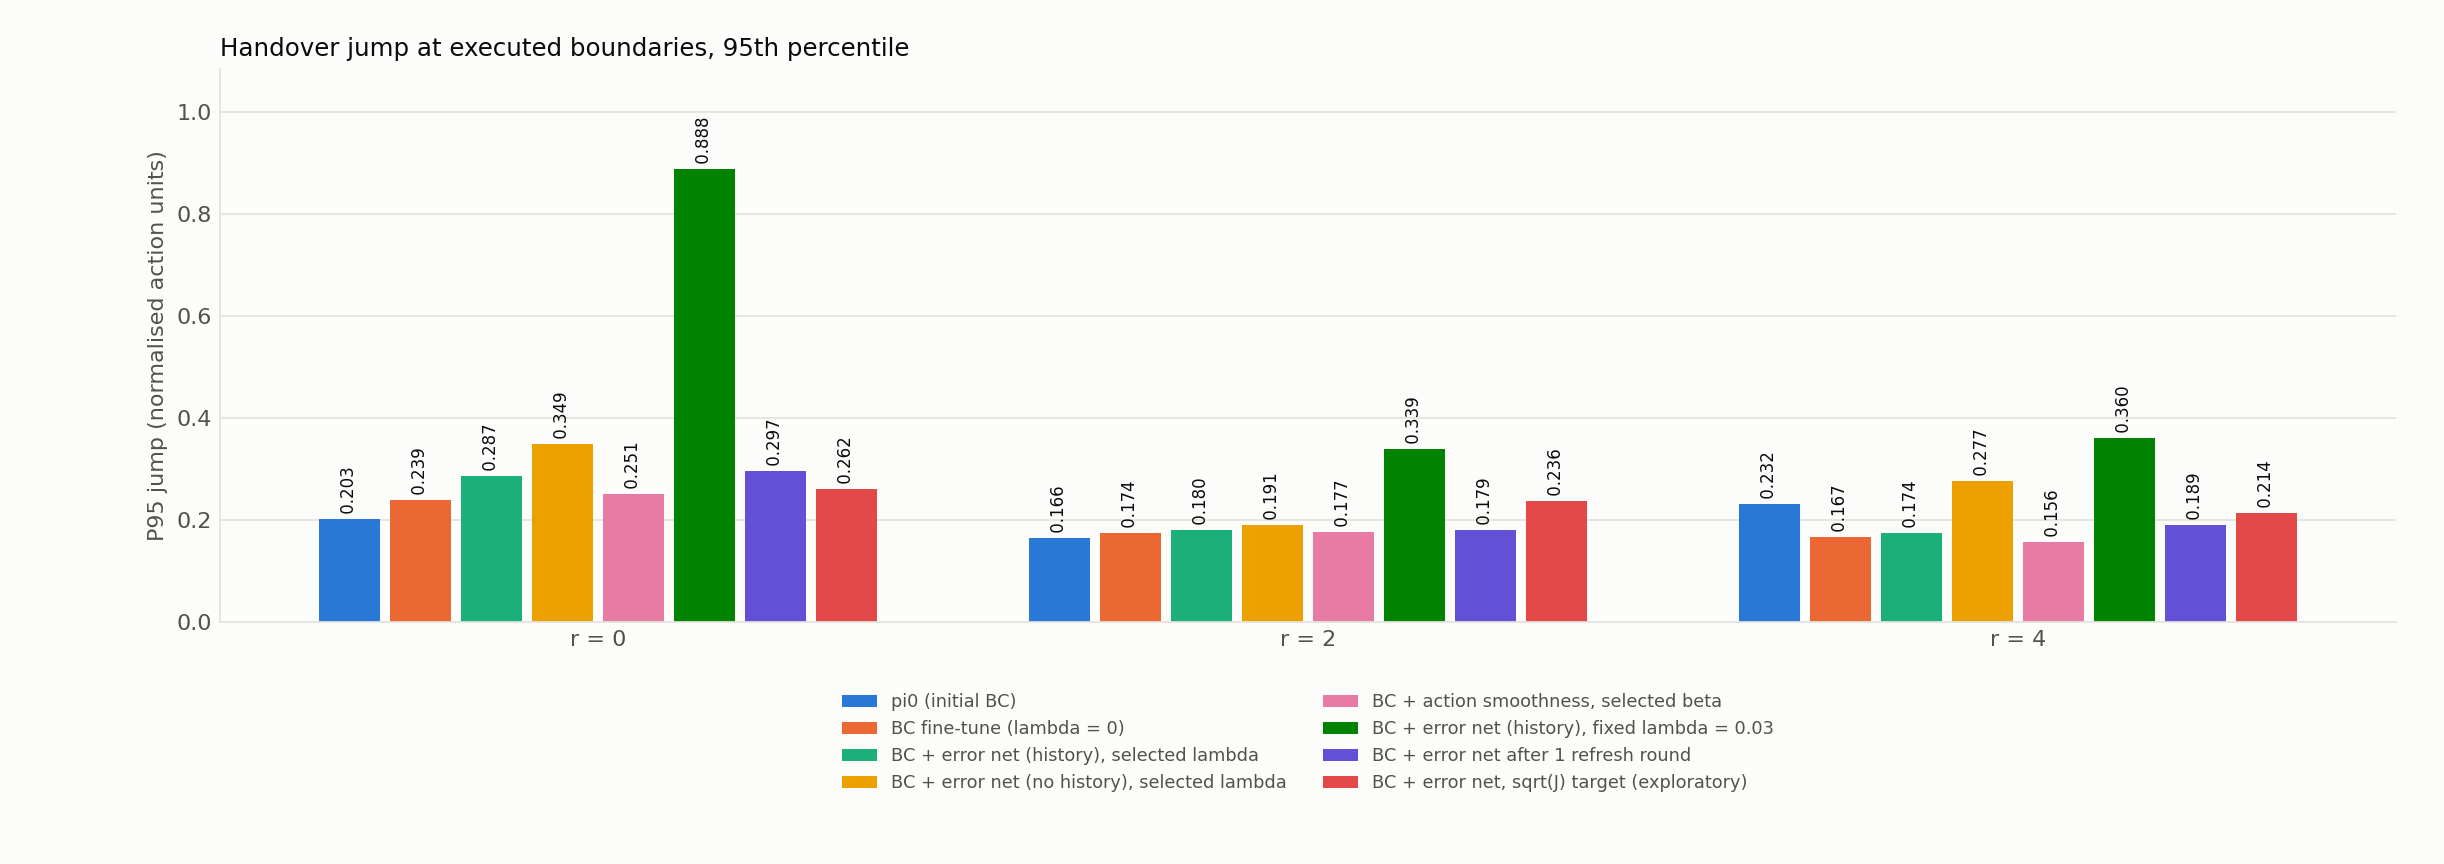 Handover jump at executed boundaries, 95th percentile
P95 jump (normalised action units)
1.0
0.8
0.6
0.4
0.2
0.0
0.203
0.239
0.287
0.349
0.251
0.888
0.297
0.262
0.166
0.174
0.180
0.191
0.177
0.339
0.179
0.236
0.232
0.167
0.174
0.277
0.156
0.360
0.189
0.214
r = 0
r = 2
r = 4
pi0 (initial BC)
BC fine-tune (lambda = 0)
BC + error net (history), selected lambda
BC + error net (no history), selected lambda
BC + action smoothness, selected beta
BC + error net (history), fixed lambda = 0.03
BC + error net after 1 refresh round
BC + error net, sqrt(J) target (exploratory)